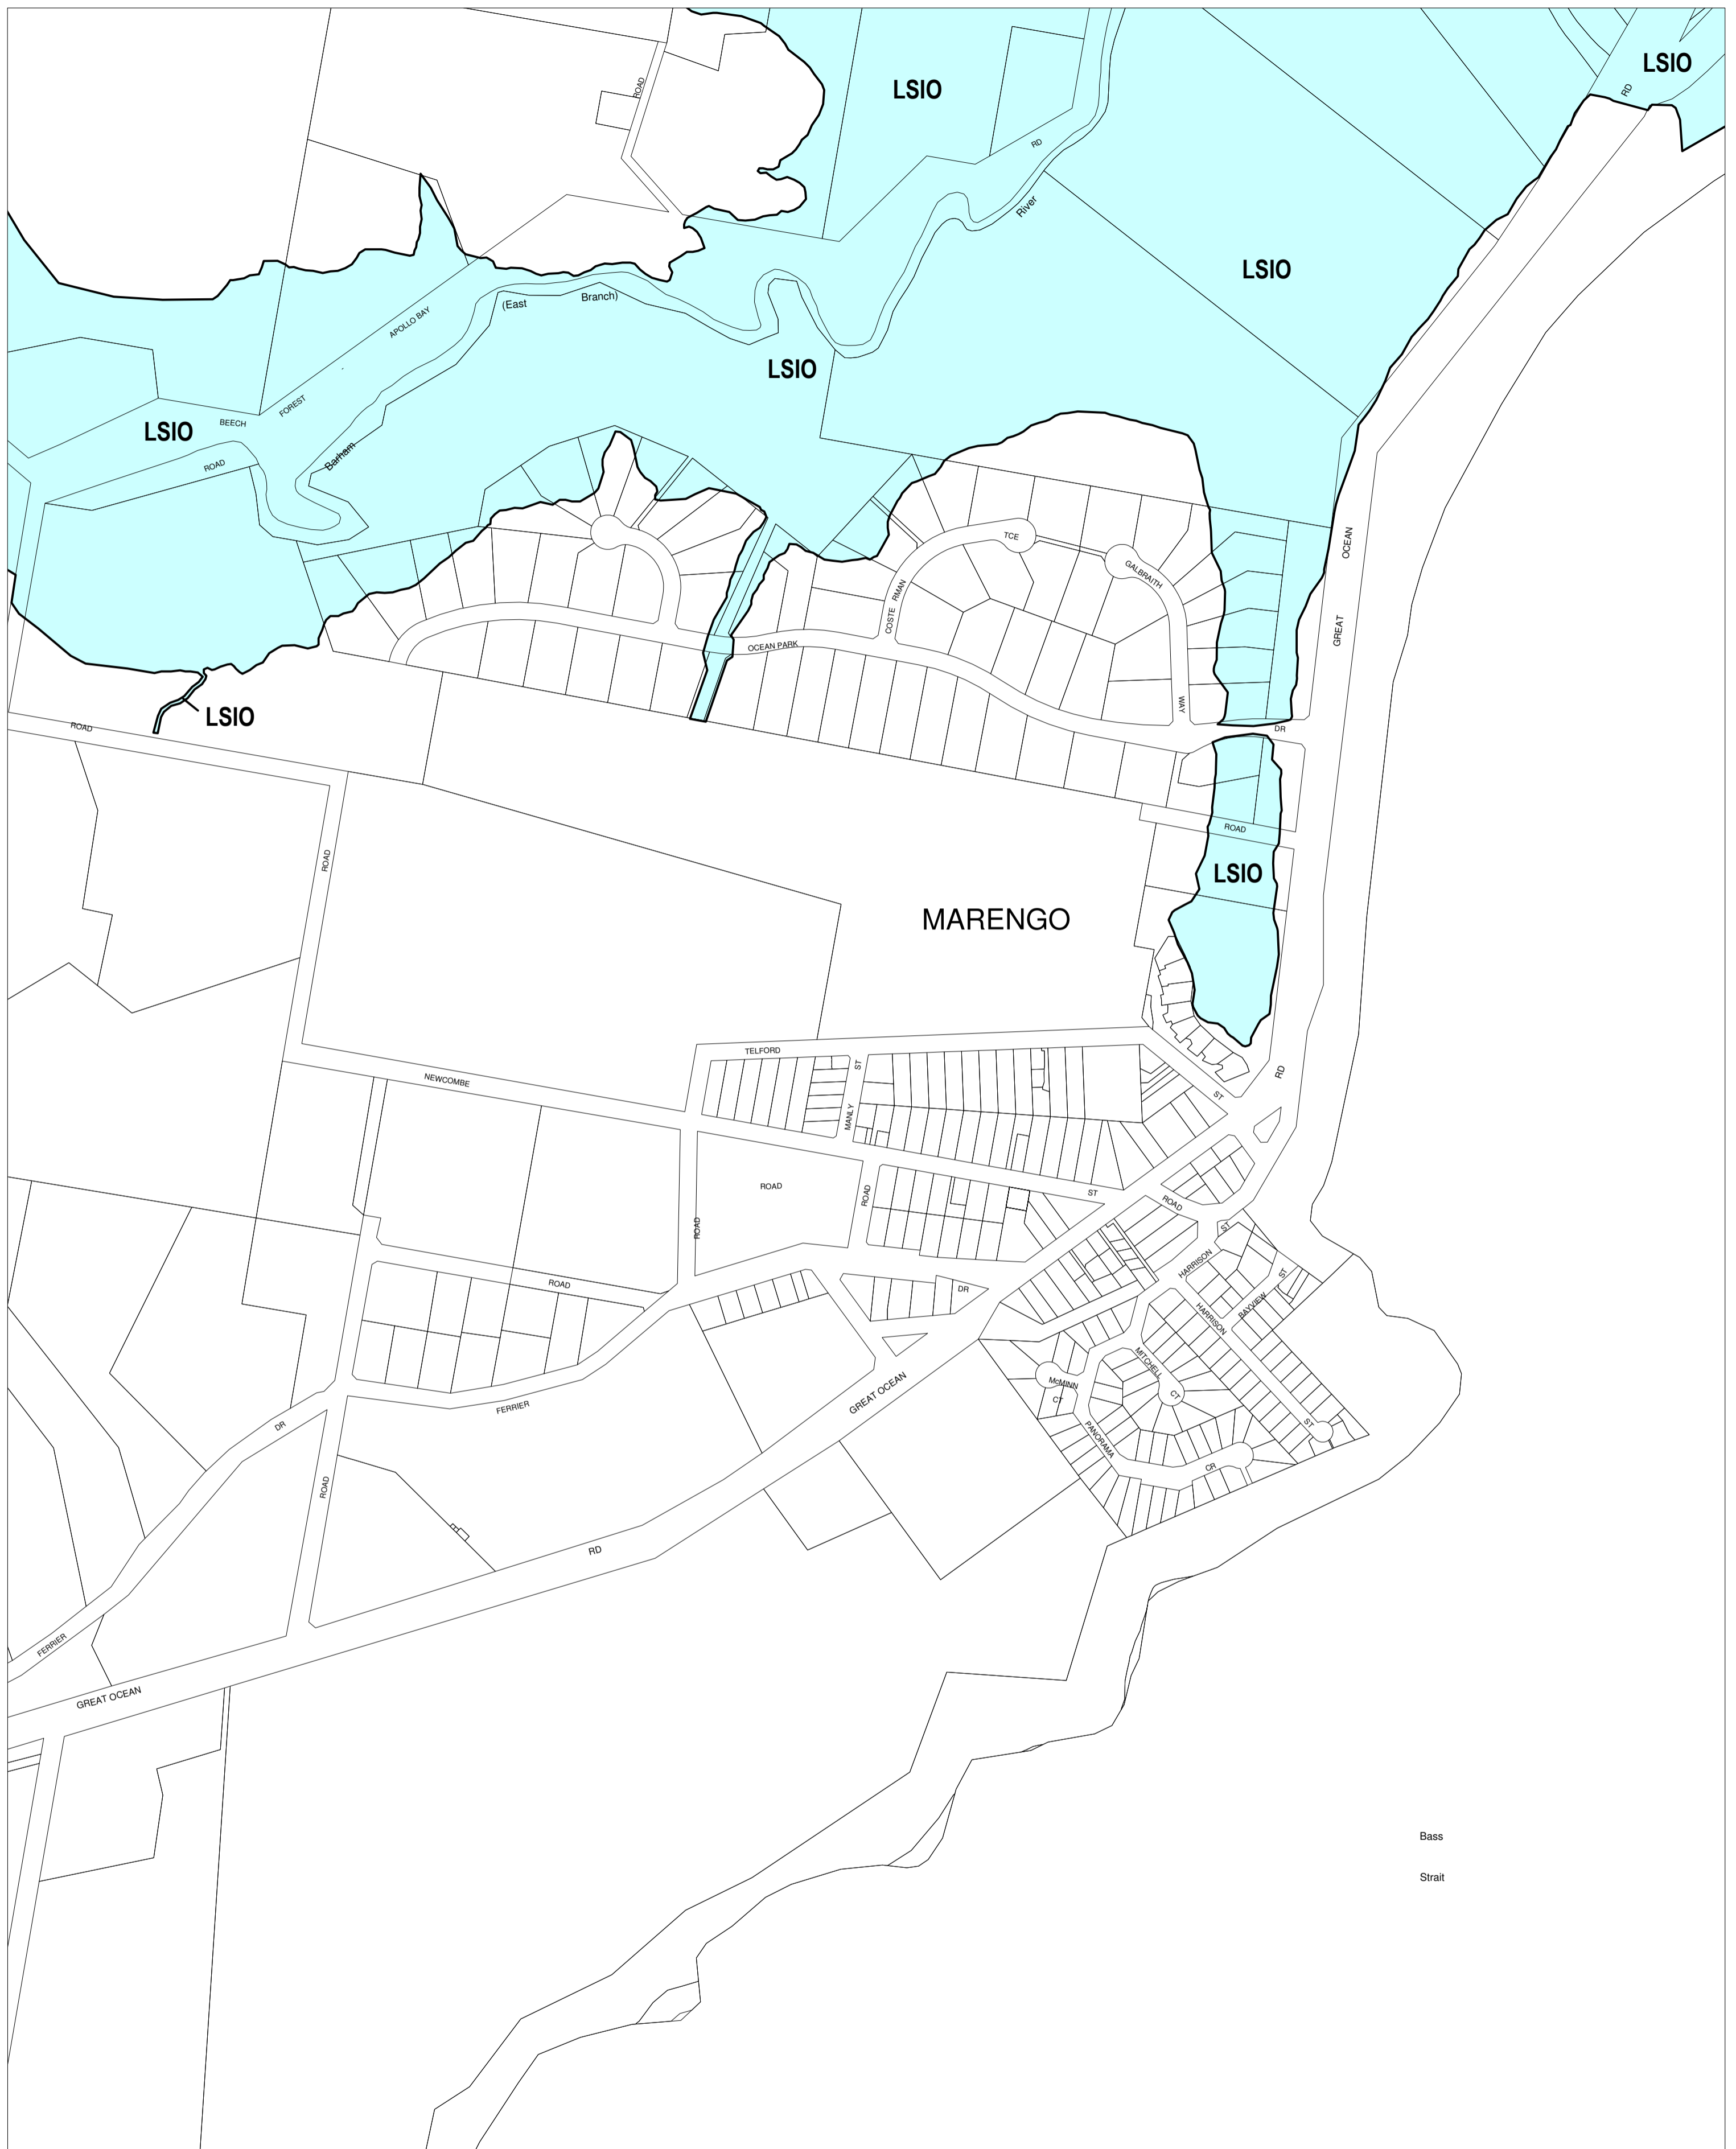 LSIO
RD
ROAD
LSIO
RD
River
LSIO
(East
Branch)
APOLLO BAY
LSIO
FOREST
BEECH
LSIO
Barham
ROAD
OCEAN
TCE
GALBRAITH
RMAN
COSTE
GREAT
OCEAN PARK
WAY
LSIO
ROAD
DR
ROAD
ROAD
LSIO
MARENGO
TELFORD
ST
NEWCOMBE
RD
ST
MANLY
ROAD
ST
ROAD
ROAD
ROAD
ST
HARRISON
ROAD
DR
ST
BAYVIEW
HARRISON
MITCHELL
McMINN
CT
CT
GREAT OCEAN
FERRIER
DR
ST
PANORAMA
CR
ROAD
RD
FERRIER
GREAT OCEAN
Bass
Strait